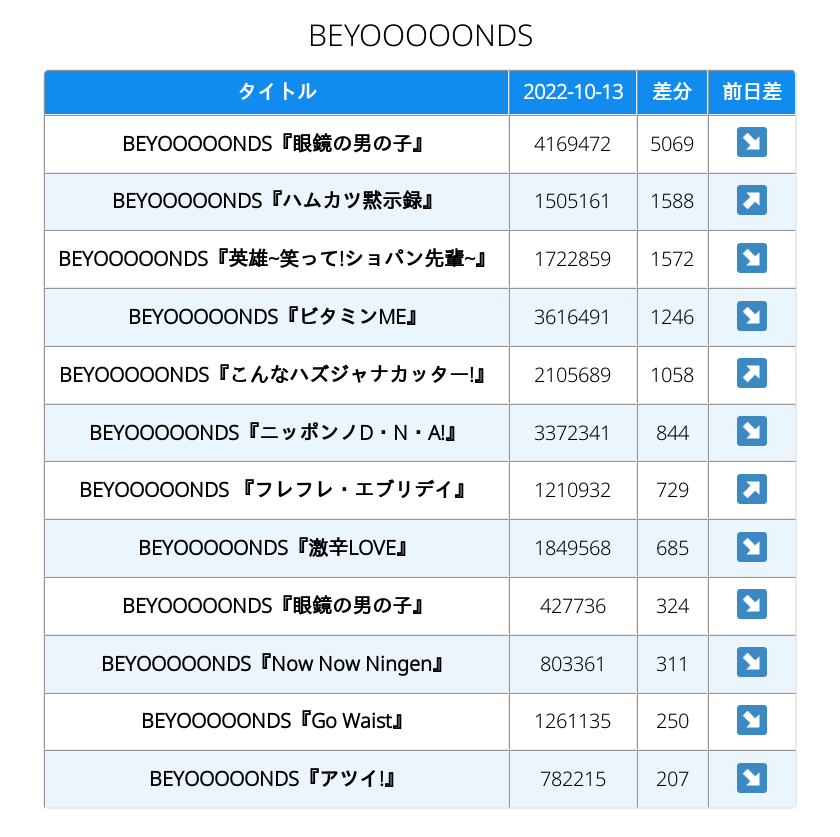 BEYOOOOONDS
タイトル 2022-10-13 差分 前日差
BEYOOOOONDS『眼鏡の男の子』 4169472 5069 ↘
BEYOOOOONDS『ハムカツ黙示録』 1505161 1588 ↗
BEYOOOOONDS『英雄~笑って!ショパン先輩~』 1722859 1572 ↘
BEYOOOOONDS『ビタミンME』 3616491 1246 ↘
BEYOOOOONDS『こんなハズジャナカッター!』 2105689 1058 ↗
BEYOOOOONDS『ニッポンノD・N・A!』 3372341 844 ↘
BEYOOOOONDS 『フレフレ・エブリデイ』 1210932 729 ↗
BEYOOOOONDS『激辛LOVE』 1849568 685 ↘
BEYOOOOONDS『眼鏡の男の子』 427736 324 ↘
BEYOOOOONDS『Now Now Ningen』 803361 311 ↘
BEYOOOOONDS『Go Waist』 1261135 250 ↘
BEYOOOOONDS『アツイ!』 782215 207 ↘